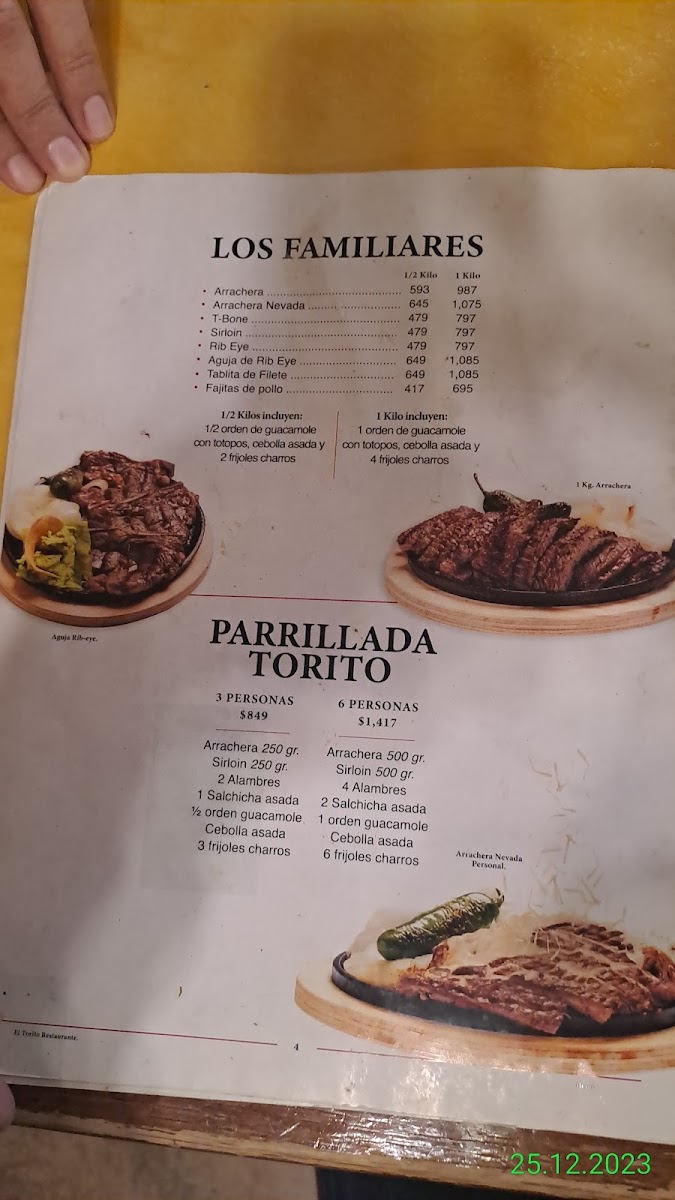 LOS FAMILIARES
1/2 Kilo 1 Kilo
• Arrachera 593 987
• Arrachera Nevada 645 1,075
• T-Bone 479 797
• Sirloin 479 797
• Rib Eye 479 797
• Aguja de Rib Eye 649 1,085
• Tablita de Filete 649 1,085
• Fajitas de pollo 417 695
1/2 Kilos incluyen:
1/2 orden de guacamole
con totopos, cebolla asada y
2 frijoles charros
1 Kilo incluyen:
1 orden de guacamole
con totopos, cebolla asada y
4 frijoles charros
1 Kg. Arrachera
Aguja Rib-eye.
PARRILLADA
TORITO
3 PERSONAS
$849
Arrachera 250 gr.
Sirloin 250 gr.
2 Alambres
1 Salchicha asada
½ orden guacamole
Cebolla asada
3 frijoles charros
6 PERSONAS
$1,417
Arrachera 500 gr.
Sirloin 500 gr.
4 Alambres
2 Salchicha asada
1 orden guacamole
Cebolla asada
6 frijoles charros
Arrachera Nevada
Personal.
El Torito Restaurante.
4
25.12.2023